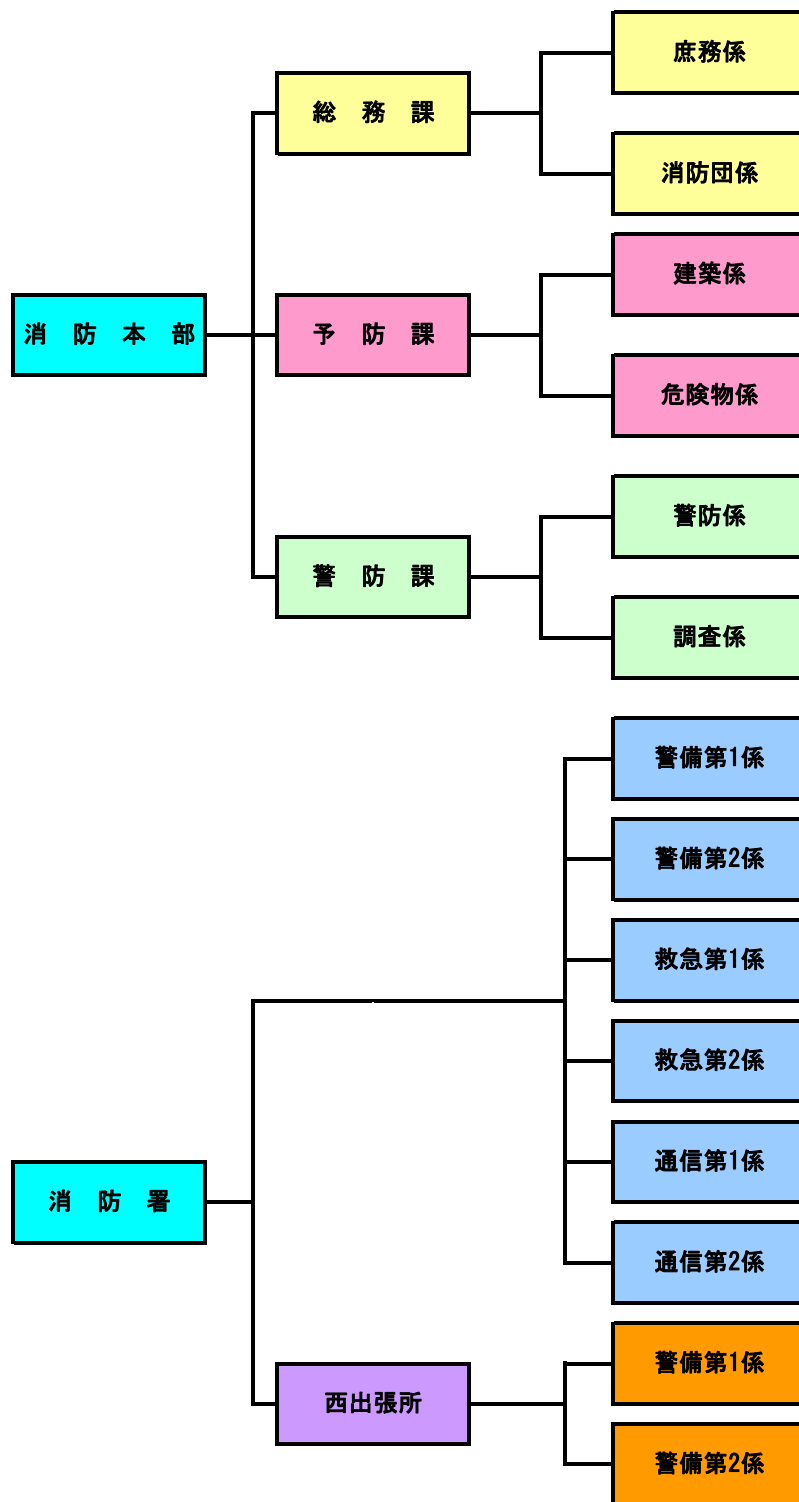 消　防　本　部
総　務　課
庶務係
消防団係
予　防　課
建築係
危険物係
警　防　課
警防係
調査係
消　防　署
警備第1係
警備第2係
救急第1係
救急第2係
通信第1係
通信第2係
西出張所
警備第1係
警備第2係